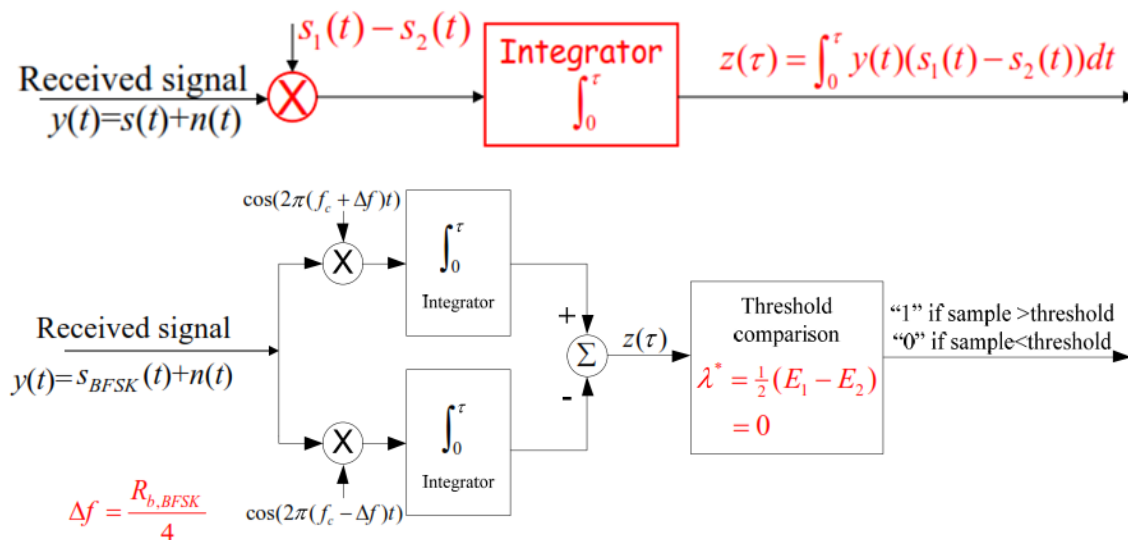 s₁(t) − s₂(t)
Received signal
y(t)=s(t)+n(t)
X
Integrator
∫₀^τ
z(τ) = ∫₀^τ y(t)(s₁(t) − s₂(t))dt
cos(2π(f_c + Δf)t)
X
∫₀^τ
Integrator
Received signal
y(t)=s_BFSK(t)+n(t)
+
Σ
-
z(τ)
Threshold
comparison
λ* = ½(E₁ − E₂)
= 0
“1” if sample >threshold
“0” if sample<threshold
X
∫₀^τ
Integrator
cos(2π(f_c − Δf)t)
Δf = R_b,BFSK / 4